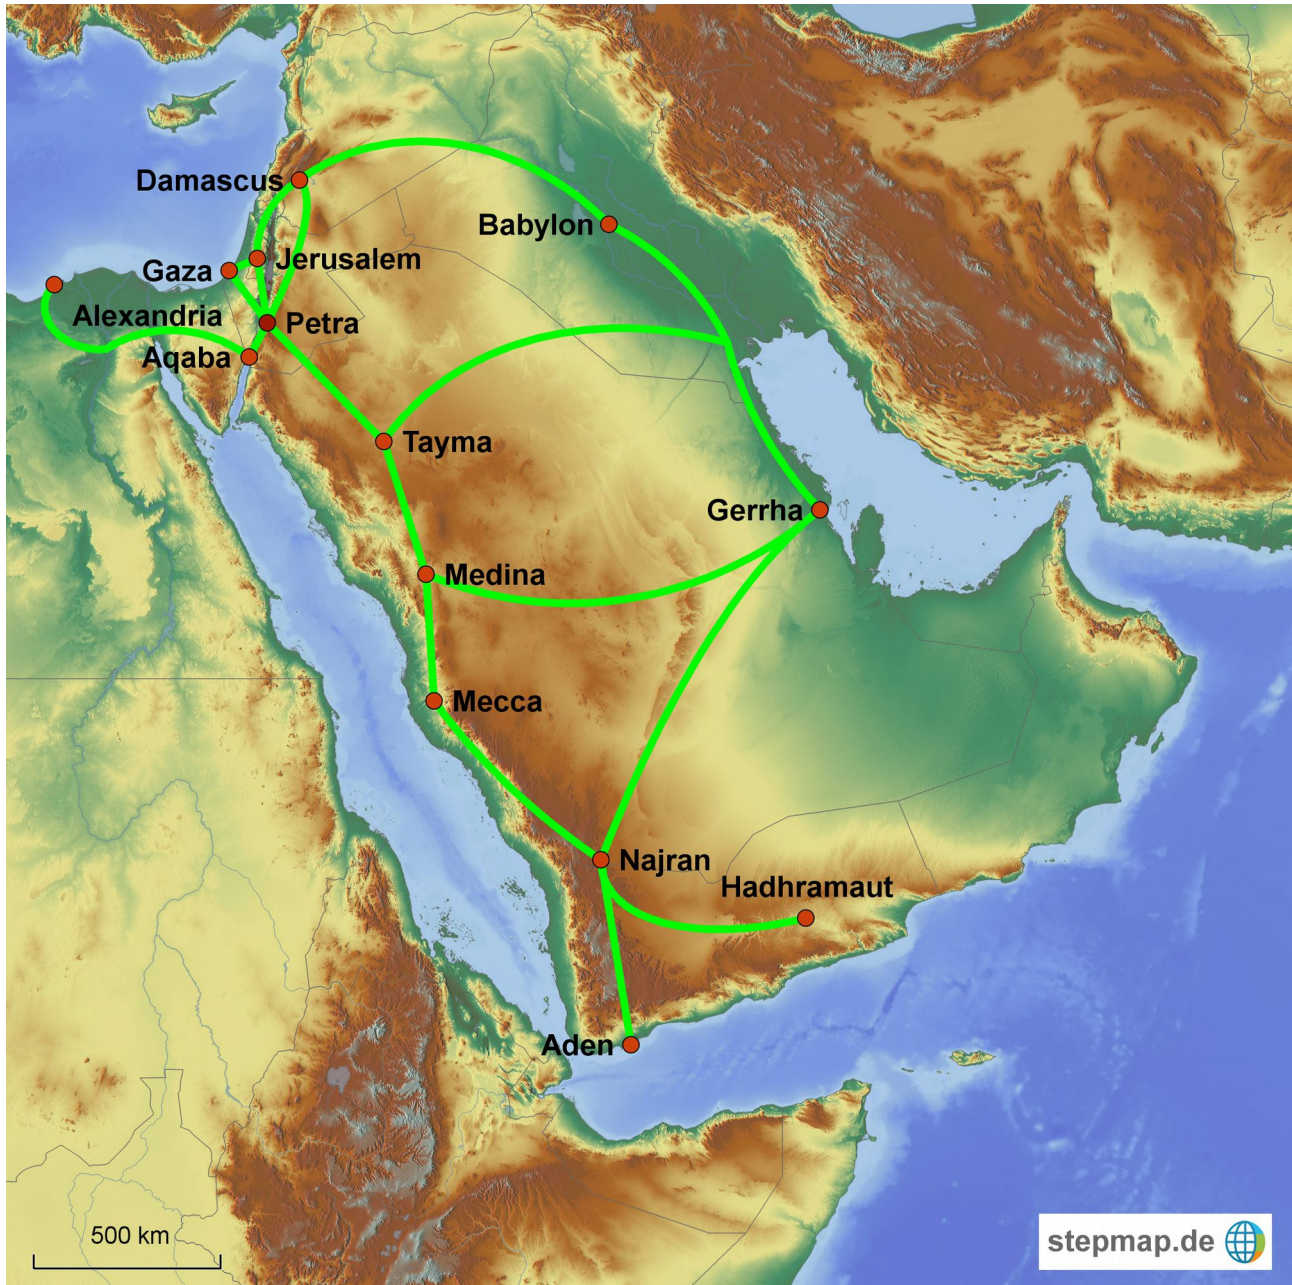 Damascus
Babylon
Jerusalem
Gaza
Alexandria
Petra
Aqaba
Tayma
Gerrha
Medina
Mecca
Najran
Hadhramaut
Aden
500 km
stepmap.de